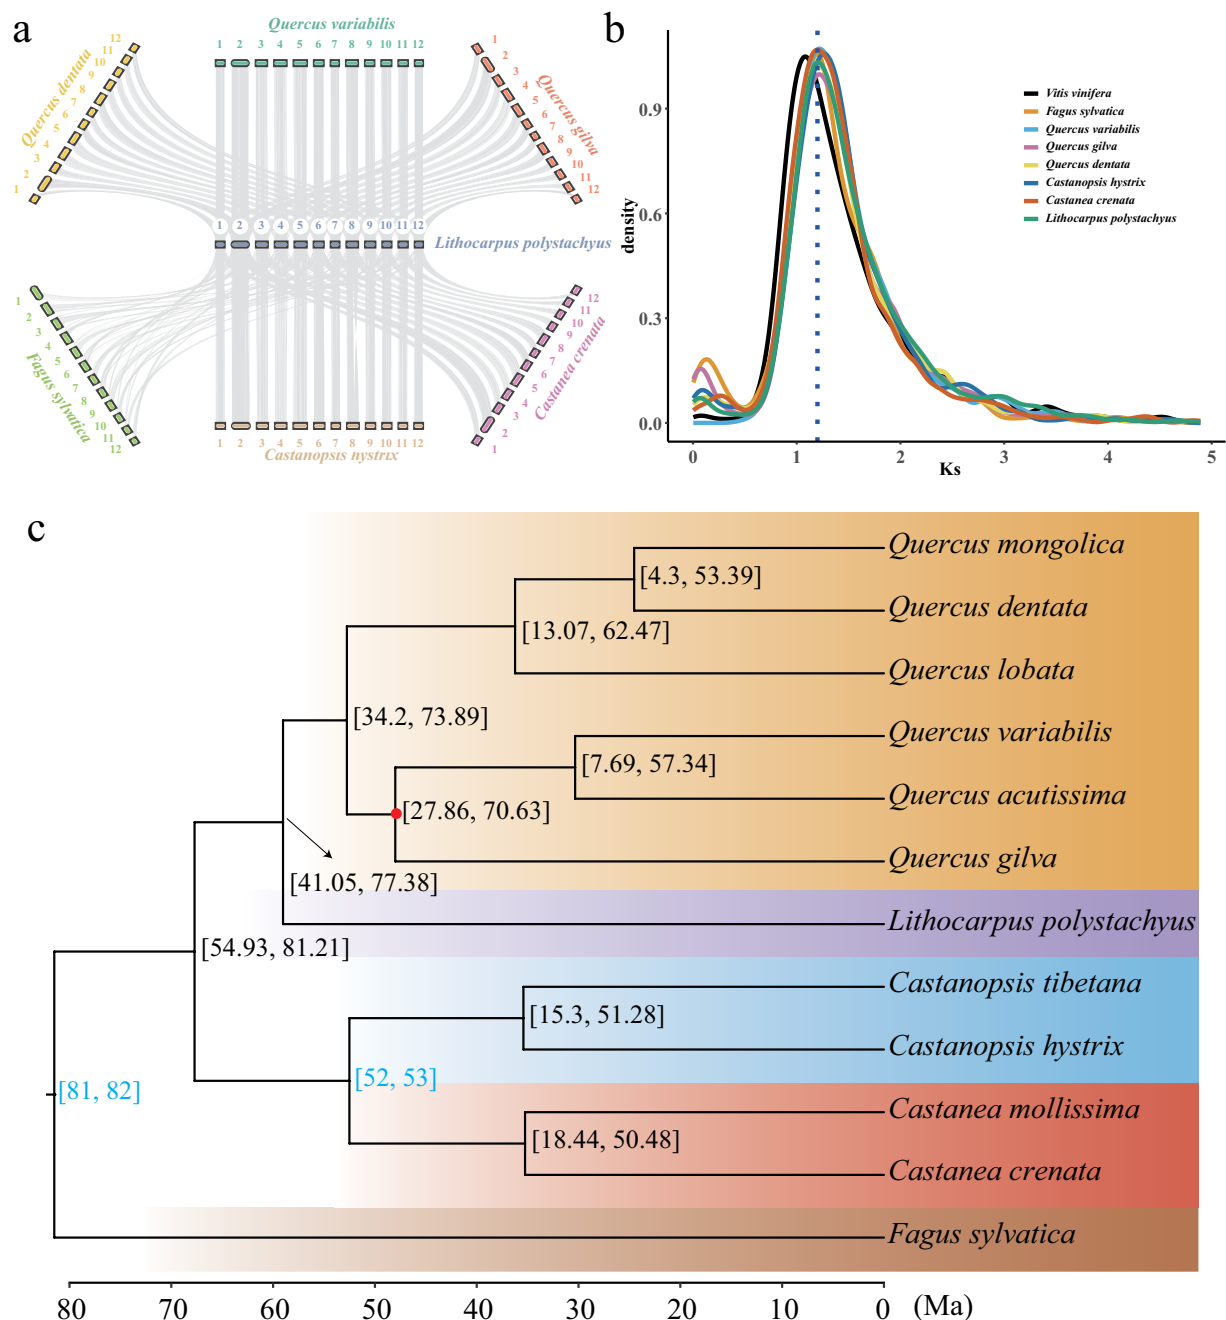 a
Quercus variabilis
1 2 3 4 5 6 7 8 9 10 11 12
Quercus dentata
12
11
10
9
8
7
6
5
4
3
2
1
Quercus gilva
1
2
3
4
5
6
7
8
9
10
11
12
1 2 3 4 5 6 7 8 9 10 11 12
Lithocarpus polystachyus
Fagus sylvatica
1
2
3
4
5
6
7
8
9
10
11
12
Castanea crenata
12
11
10
9
8
7
6
5
4
3
2
1
1 2 3 4 5 6 7 8 9 10 11 12
Castanopsis nystrix
b
density
0.9
0.6
0.3
0.0
0 1 2 3 4 5
Ks
Vitis vinifera
Fagus sylvatica
Quercus variabilis
Quercus gilva
Quercus dentata
Castanopsis hystrix
Castanea crenata
Lithocarpus polystachyus
c
Quercus mongolica
[4.3, 53.39]
Quercus dentata
[13.07, 62.47]
Quercus lobata
[34.2, 73.89]
Quercus variabilis
[7.69, 57.34]
Quercus acutissima
[27.86, 70.63]
Quercus gilva
[41.05, 77.38]
Lithocarpus polystachyus
[54.93, 81.21]
Castanopsis tibetana
[15.3, 51.28]
Castanopsis hystrix
[52, 53]
[81, 82]
Castanea mollissima
[18.44, 50.48]
Castanea crenata
Fagus sylvatica
80 70 60 50 40 30 20 10 0 (Ma)